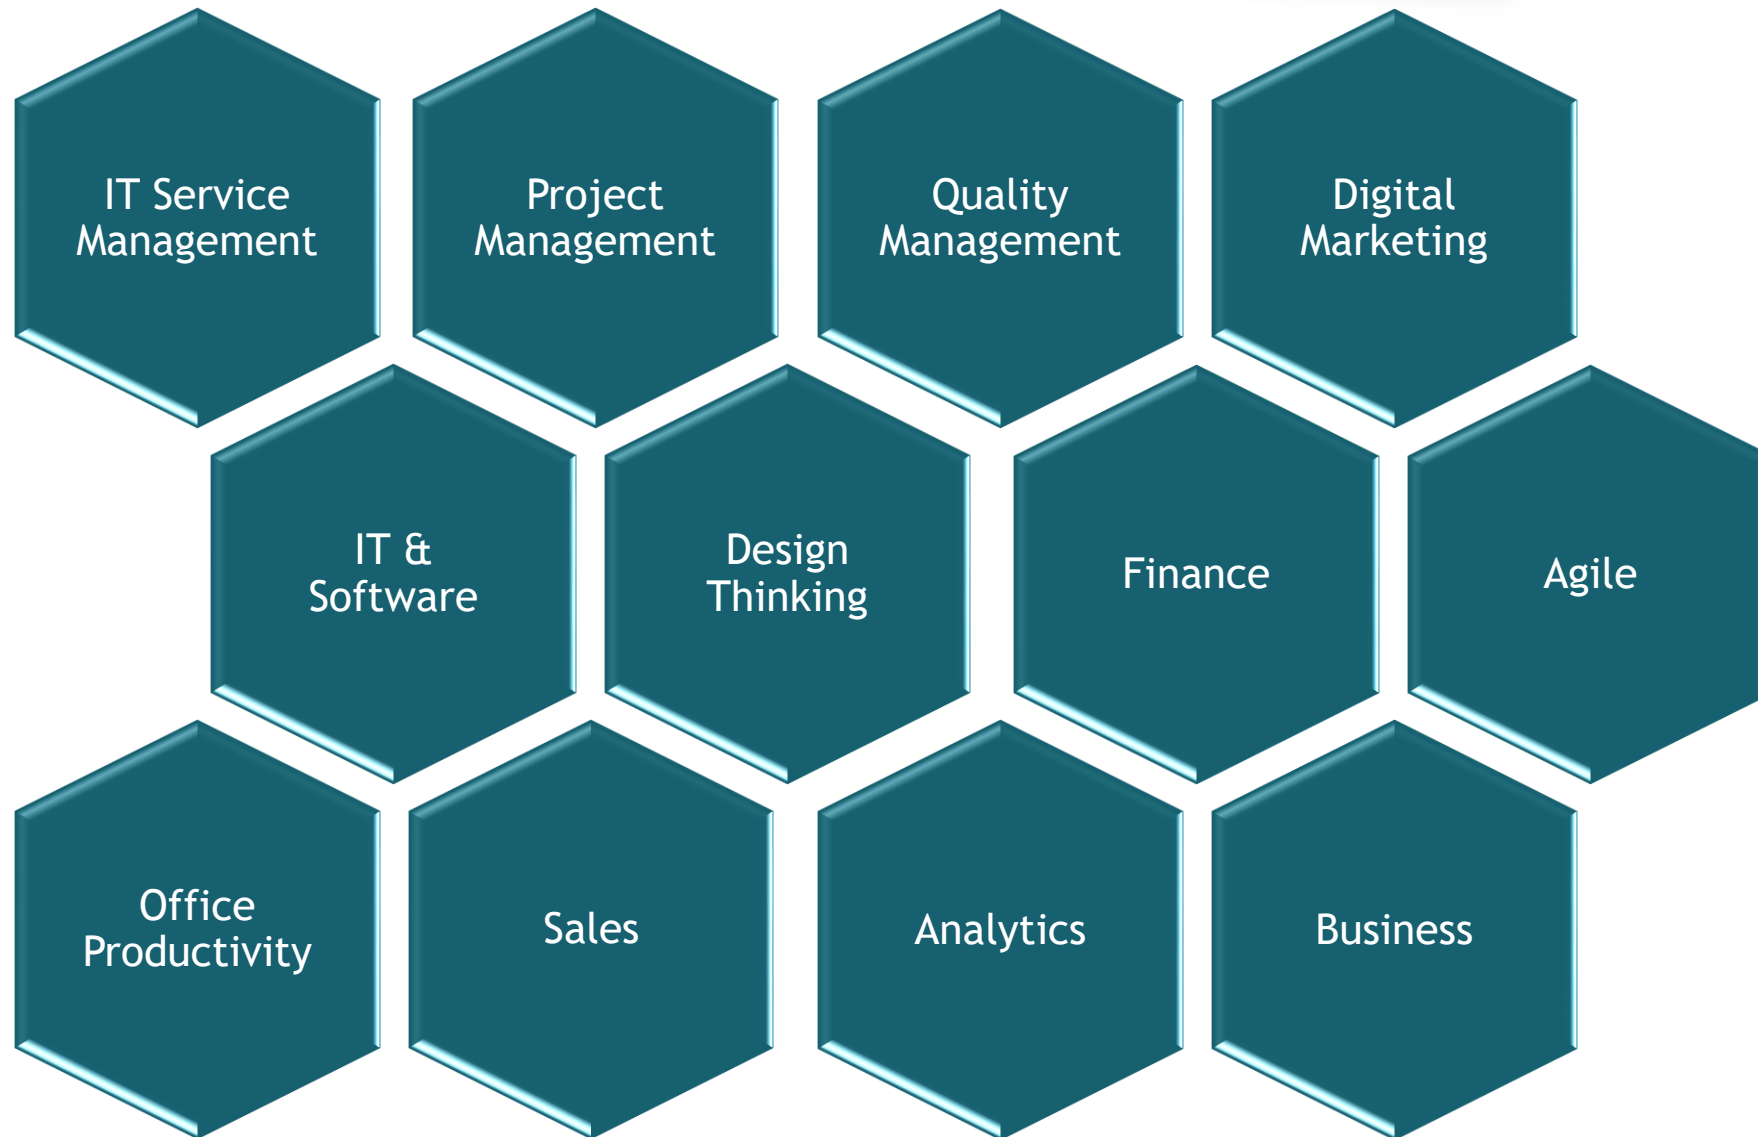 IT Service
Management
Project
Management
Quality
Management
Digital
Marketing
IT &
Software
Design
Thinking
Finance
Agile
Office
Productivity
Sales
Analytics
Business